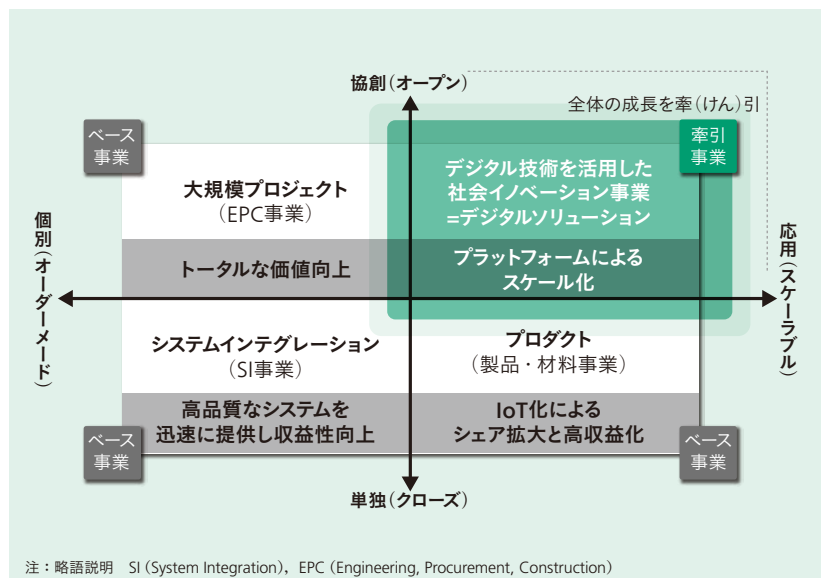 協創（オープン）
全体の成長を牽（けん）引
ベース
事業
牽引
事業
大規模プロジェクト
（EPC事業）
デジタル技術を活用した
社会イノベーション事業
=デジタルソリューション
トータルな価値向上
プラットフォームによる
スケール化
個別（オーダーメード）
応用（スケーラブル）
システムインテグレーション
（SI事業）
プロダクト
（製品・材料事業）
高品質なシステムを
迅速に提供し収益性向上
IoT化による
シェア拡大と高収益化
ベース
事業
ベース
事業
単独（クローズ）
注：略語説明　SI（System Integration），EPC（Engineering, Procurement, Construction）